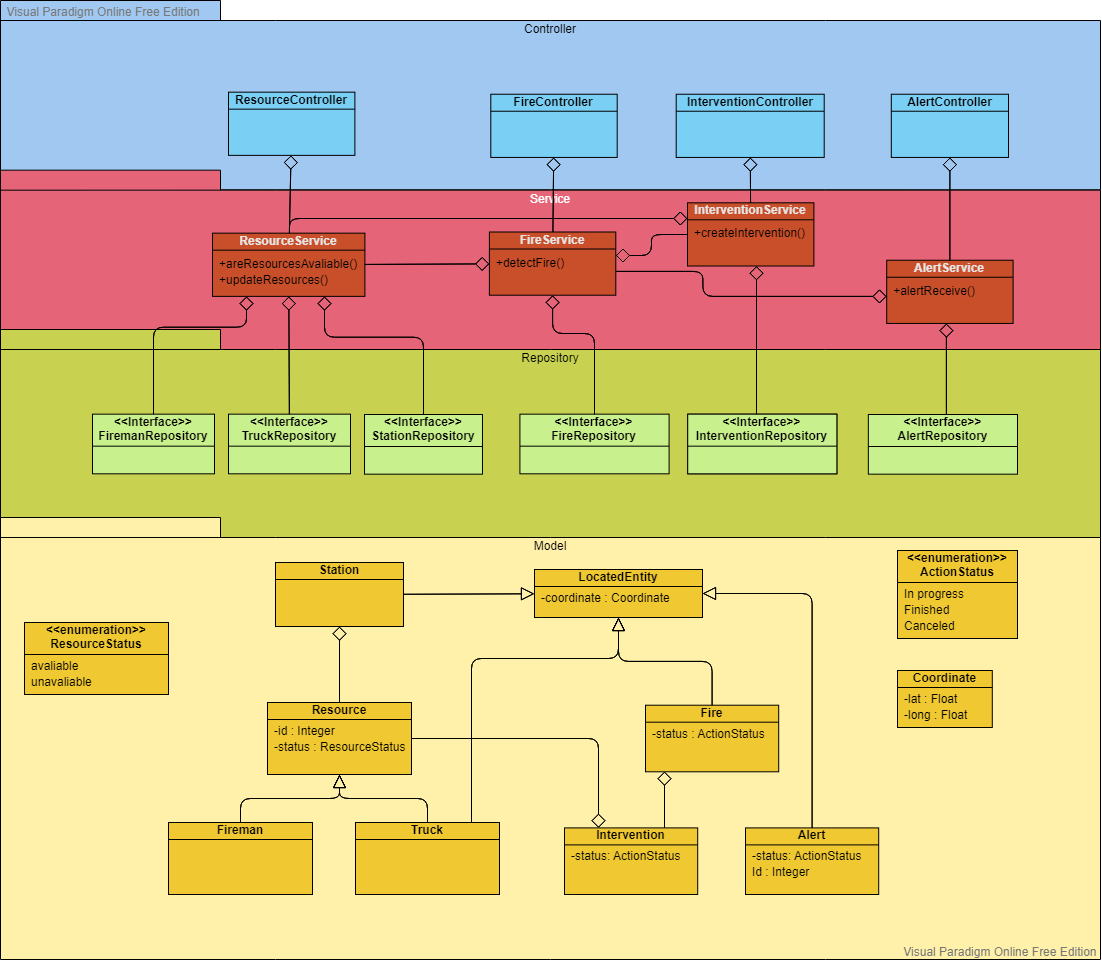 Visual Paradigm Online Free Edition
Controller
ResourceController
FireController
InterventionController
AlertController
Service
InterventionService
+createIntervention()
ResourceService
+areResourcesAvaliable()
+updateResources()
FireService
+detectFire()
AlertService
+alertReceive()
Repository
<<Interface>>
FiremanRepository
<<Interface>>
TruckRepository
<<Interface>>
StationRepository
<<Interface>>
FireRepository
<<Interface>>
InterventionRepository
<<Interface>>
AlertRepository
Model
Station
LocatedEntity
-coordinate : Coordinate
<<enumeration>>
ActionStatus
In progress
Finished
Canceled
<<enumeration>>
ResourceStatus
avaliable
unavaliable
Coordinate
-lat : Float
-long : Float
Resource
-id : Integer
-status : ResourceStatus
Fire
-status : ActionStatus
Fireman
Truck
Intervention
-status: ActionStatus
Alert
-status: ActionStatus
Id : Integer
Visual Paradigm Online Free Edition